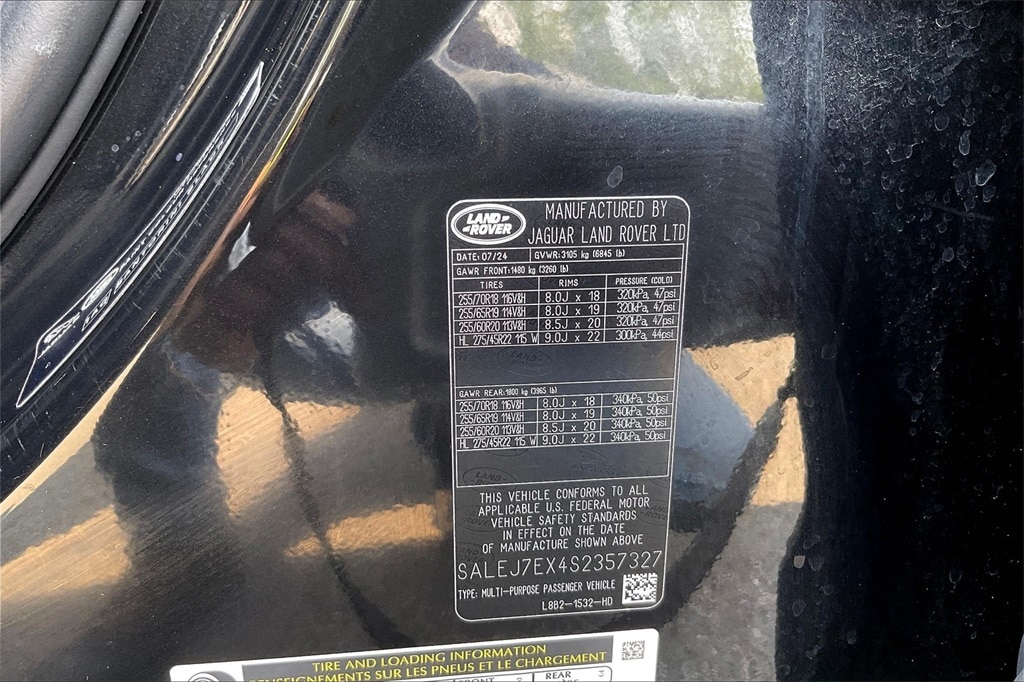 LAND ROVER
MANUFACTURED BY
JAGUAR LAND ROVER LTD
DATE: 07/24 GVWR: 3105 kg (6845 lb)
GAWR FRONT: 1480 kg (3260 lb)
TIRES RIMS PRESSURE (COLD)
255/70R18 116V&H 8.0J x 18 320kPa, 47psi
255/65R19 114V&H 8.0J x 19 320kPa, 47psi
255/60R20 113V&H 8.5J x 20 320kPa, 47psi
HL 275/45R22 115 W 9.0J x 22 300kPa, 44psi
GAWR REAR: 1800 kg (3965 lb)
255/70R18 116V&H 8.0J x 18 340kPa, 50psi
255/65R19 114V&H 8.0J x 19 340kPa, 50psi
255/60R20 113V&H 8.5J x 20 340kPa, 50psi
HL 275/45R22 115 W 9.0J x 22 340kPa, 50psi
THIS VEHICLE CONFORMS TO ALL
APPLICABLE U.S. FEDERAL MOTOR
VEHICLE SAFETY STANDARDS
IN EFFECT ON THE DATE
OF MANUFACTURE SHOWN ABOVE
SALEJ7EX4S2357327
TYPE: MULTI-PURPOSE PASSENGER VEHICLE
L8B2-1532-HD
TIRE AND LOADING INFORMATION
RENSEIGNEMENTS SUR LES PNEUS ET LE CHARGEMENT
FRONT 2 REAR 3